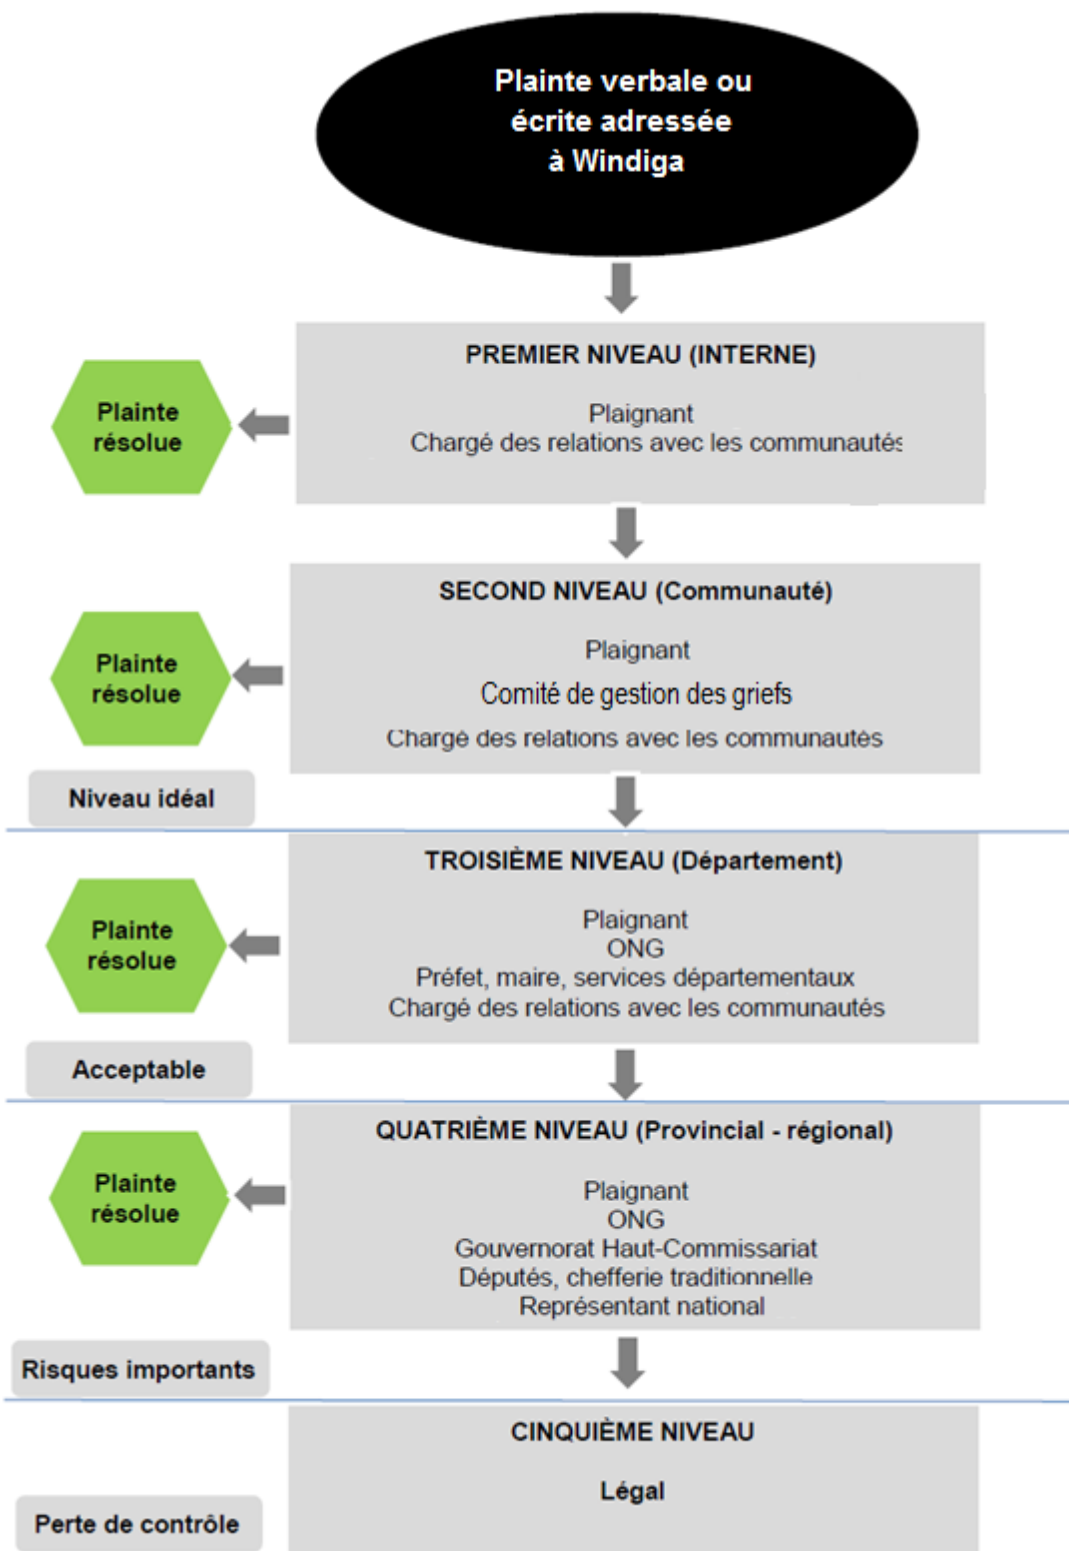 Plainte verbale ou
écrite adressée
à Windiga
PREMIER NIVEAU (INTERNE)
Plaignant
Chargé des relations avec les communautés
Plainte
résolue
SECOND NIVEAU (Communauté)
Plaignant
Comité de gestion des griefs
Chargé des relations avec les communautés
Plainte
résolue
Niveau idéal
TROISIÈME NIVEAU (Département)
Plaignant
ONG
Préfet, maire, services départementaux
Chargé des relations avec les communautés
Plainte
résolue
Acceptable
QUATRIÈME NIVEAU (Provincial - régional)
Plaignant
ONG
Gouvernorat Haut-Commissariat
Députés, chefferie traditionnelle
Représentant national
Plainte
résolue
Risques importants
CINQUIÈME NIVEAU
Légal
Perte de contrôle